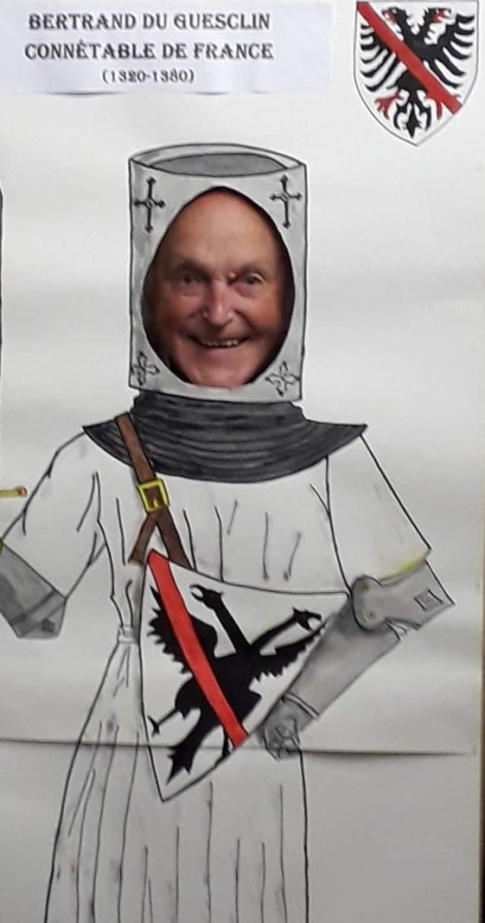 BERTRAND DU GUESCLIN
CONNÉTABLE DE FRANCE
(1320-1380)